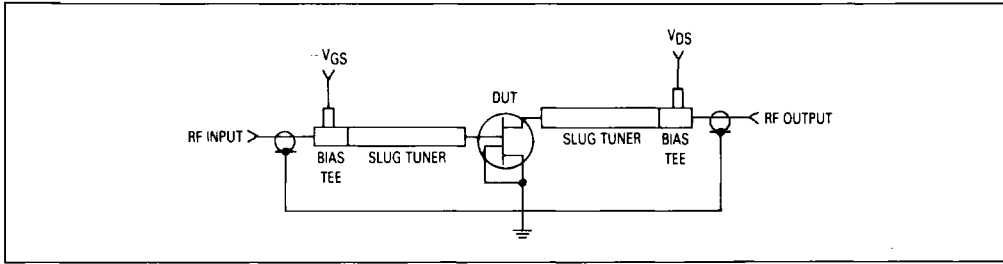 - VGS
VDS
DUT
RF INPUT
RF OUTPUT
BIAS
TEE
SLUG TUNER
SLUG TUNER
BIAS
TEE